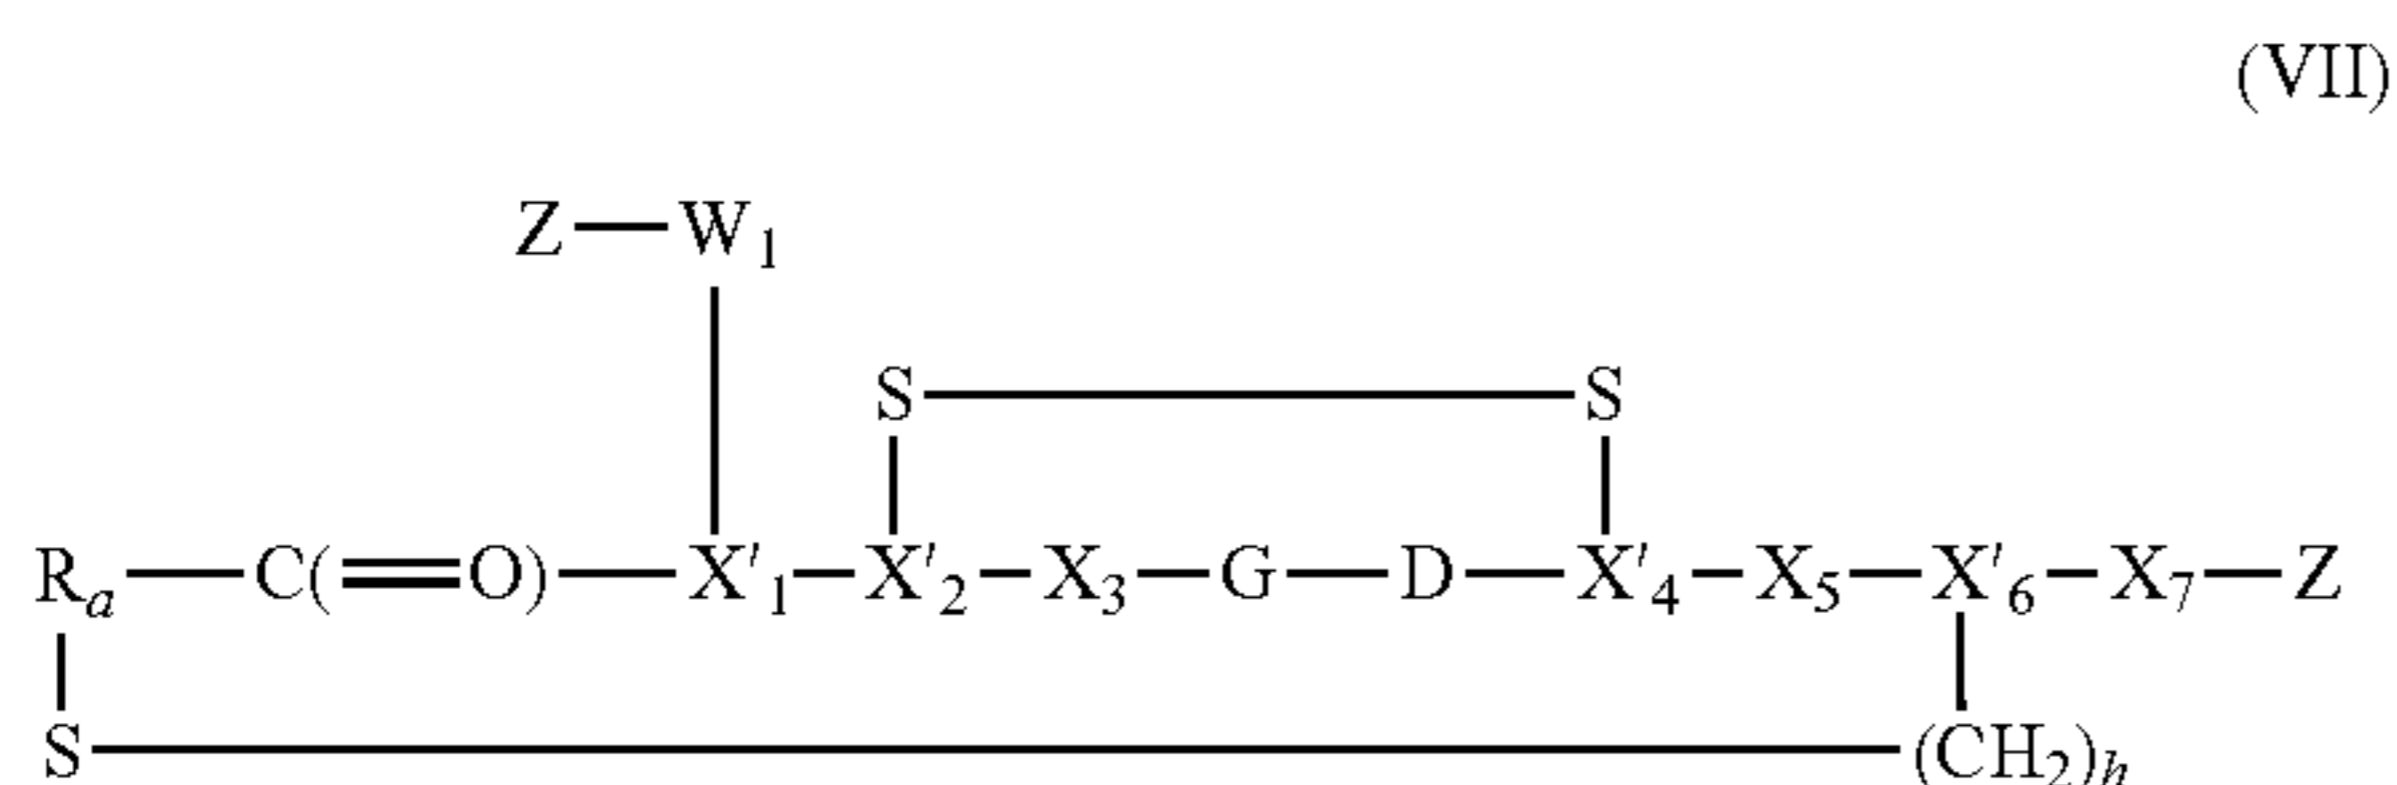 (VII)
Z—W₁
S—S
Rₐ—C(=O)—X'₁—X'₂—X₃—G—D—X'₄—X₅—X'₆—X₇—Z
S—(CH₂)ₕ